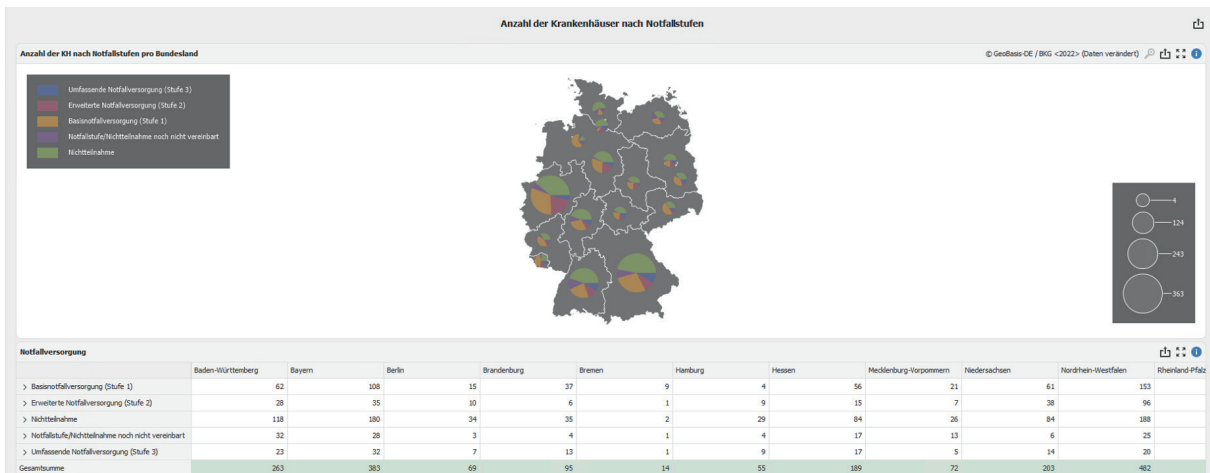 Anzahl der Krankenhäuser nach Notfallstufen
Anzahl der KH nach Notfallstufen pro Bundesland
© GeoBasis-DE / BKG <2022> (Daten verändert)
Umfassende Notfallversorgung (Stufe 3)
Erweiterte Notfallversorgung (Stufe 2)
Basisnotfallversorgung (Stufe 1)
Notfallstufe/Nichtteilnahme noch nicht vereinbart
Nichtteilnahme
4
124
243
363
Notfallversorgung
Baden-Württemberg Bayern Berlin Brandenburg Bremen Hamburg Hessen Mecklenburg-Vorpommern Niedersachsen Nordrhein-Westfalen Rheinland-Pfalz
> Basisnotfallversorgung (Stufe 1) 62 108 15 37 9 4 56 21 61 153
> Erweiterte Notfallversorgung (Stufe 2) 28 35 10 6 1 9 15 7 38 96
> Nichtteilnahme 118 180 34 35 2 29 84 26 84 188
> Notfallstufe/Nichtteilnahme noch nicht vereinbart 32 28 3 4 1 4 17 13 6 25
> Umfassende Notfallversorgung (Stufe 3) 23 32 7 13 1 9 17 5 14 20
Gesamtsumme 263 383 69 95 14 55 189 72 203 482